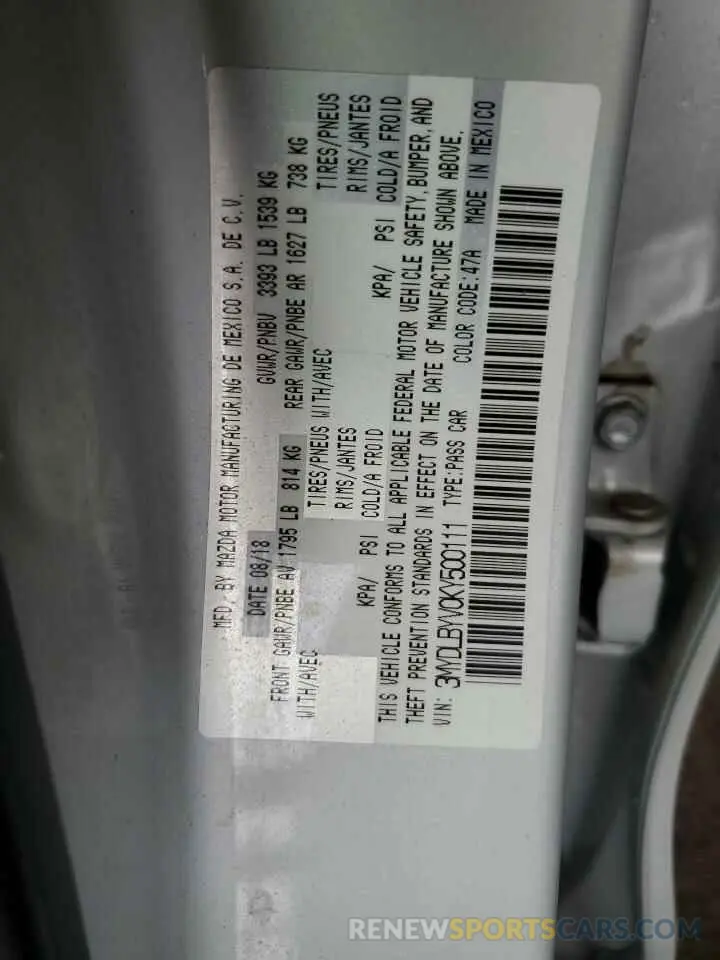 MFD. BY MAZDA MOTOR MANUFACTURING DE MEXICO S.A. DE C.V.
DATE 08/18 GVWR/PNBV 3393 LB 1539 KG
FRONT GAWR/PNBE AV 1795 LB 814 KG REAR GAWR/PNBE AR 1627 LB 738 KG
WITH/AVEC TIRES/PNEUS WITH/AVEC TIRES/PNEUS
RIMS/JANTES RIMS/JANTES
KPA/ PSI COLD/A FROID KPA/ PSI COLD/A FROID
THIS VEHICLE CONFORMS TO ALL APPLICABLE FEDERAL MOTOR VEHICLE SAFETY, BUMPER, AND
THEFT PREVENTION STANDARDS IN EFFECT ON THE DATE OF MANUFACTURE SHOWN ABOVE.
VIN: 3MYDLBYV0KY500111 TYPE:PASS CAR COLOR CODE:47A MADE IN MEXICO
RENEWSPORTSCARS.COM